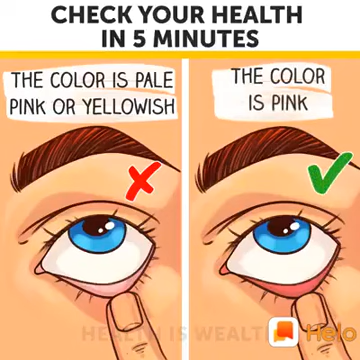 CHECK YOUR HEALTH
IN 5 MINUTES
THE COLOR IS PALE
PINK OR YELLOWISH
THE COLOR
IS PINK
HEALTH IS WEALTH
Helo